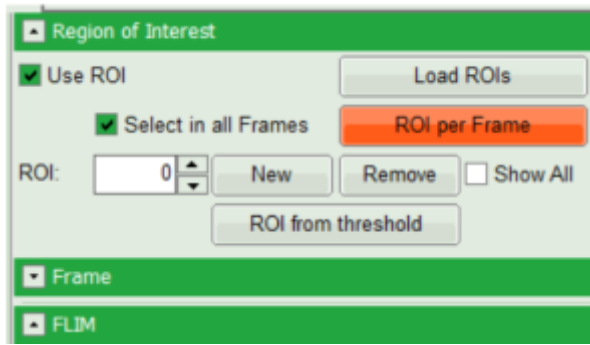 Region of Interest
Use ROI
Load ROIs
Select in all Frames
ROI per Frame
ROI:
0
New
Remove
Show All
ROI from threshold
Frame
FLIM